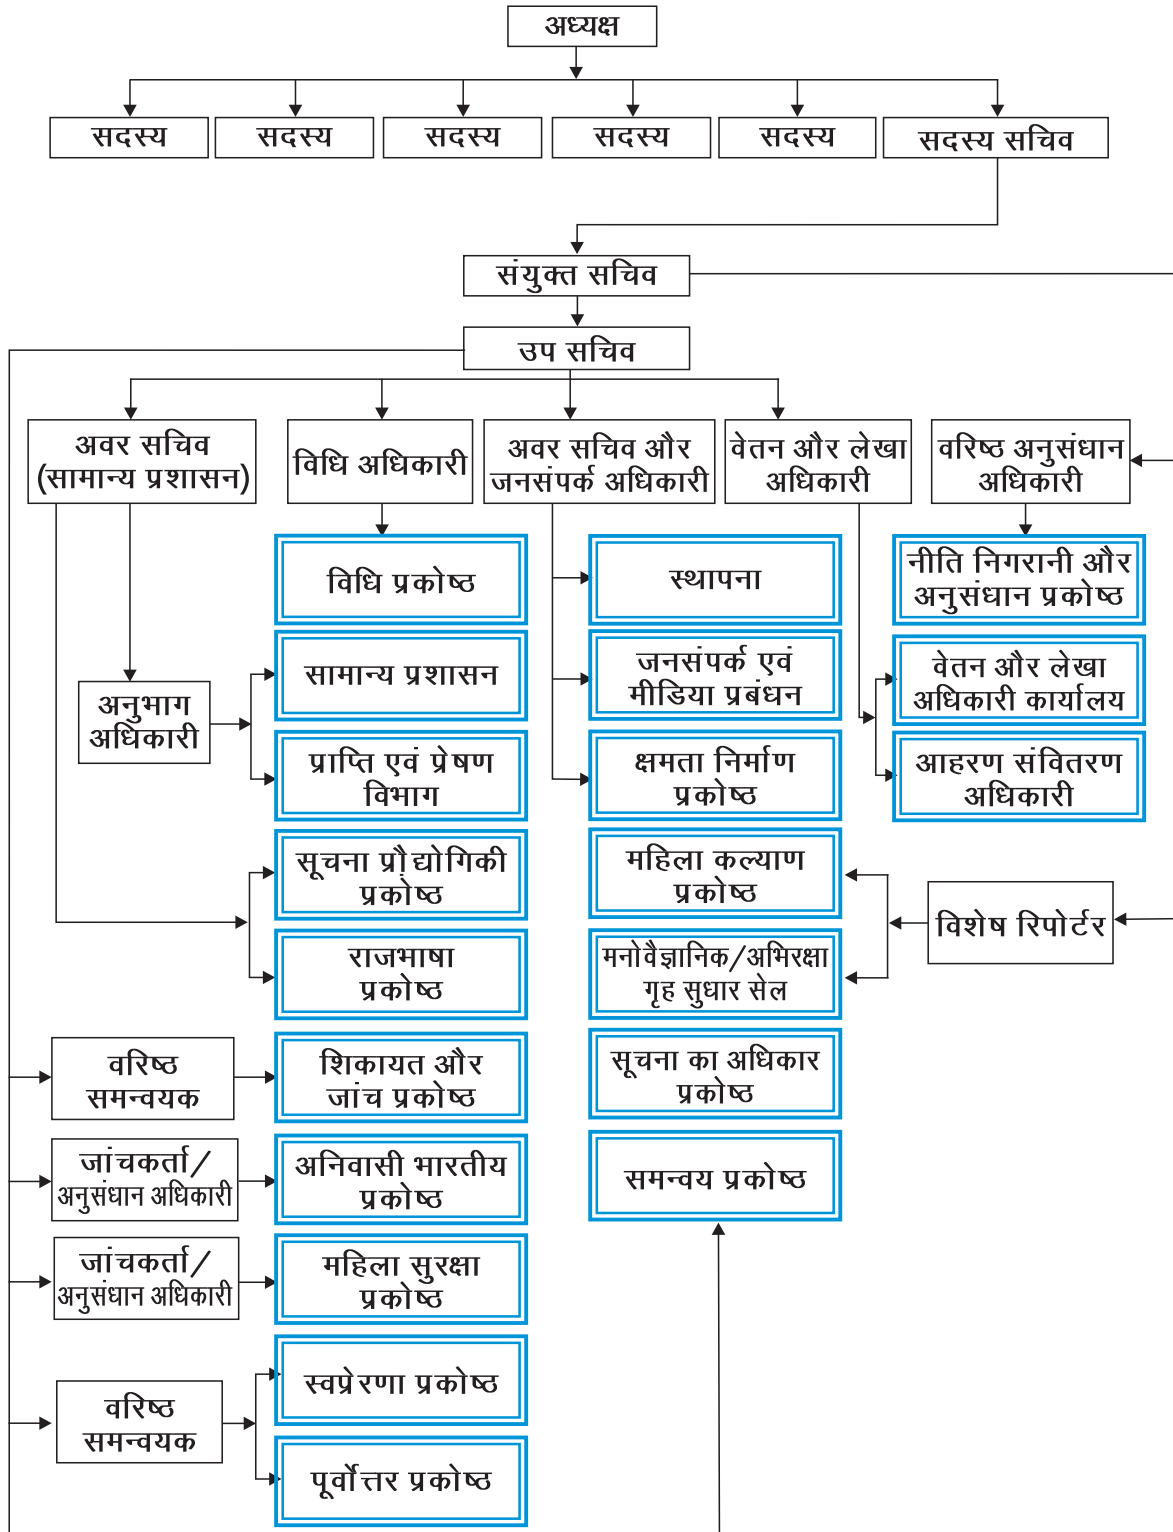 अध्यक्ष
सदस्य
सदस्य
सदस्य
सदस्य
सदस्य
सदस्य सचिव
संयुक्त सचिव
उप सचिव
अवर सचिव
(सामान्य प्रशासन)
विधि अधिकारी
अवर सचिव और
जनसंपर्क अधिकारी
वेतन और लेखा
अधिकारी
वरिष्ठ अनुसंधान
अधिकारी
विधि प्रकोष्ठ
स्थापना
नीति निगरानी और
अनुसंधान प्रकोष्ठ
अनुभाग
अधिकारी
सामान्य प्रशासन
जनसंपर्क एवं
मीडिया प्रबंधन
वेतन और लेखा
अधिकारी कार्यालय
प्राप्ति एवं प्रेषण
विभाग
क्षमता निर्माण
प्रकोष्ठ
आहरण संवितरण
अधिकारी
सूचना प्रौद्योगिकी
प्रकोष्ठ
महिला कल्याण
प्रकोष्ठ
विशेष रिपोर्टर
राजभाषा
प्रकोष्ठ
मनोवैज्ञानिक/अभिरक्षा
गृह सुधार सेल
वरिष्ठ
समन्वयक
शिकायत और
जांच प्रकोष्ठ
सूचना का अधिकार
प्रकोष्ठ
जांचकर्ता/
अनुसंधान अधिकारी
अनिवासी भारतीय
प्रकोष्ठ
समन्वय प्रकोष्ठ
जांचकर्ता/
अनुसंधान अधिकारी
महिला सुरक्षा
प्रकोष्ठ
वरिष्ठ
समन्वयक
स्वप्रेरणा प्रकोष्ठ
पूर्वोत्तर प्रकोष्ठ